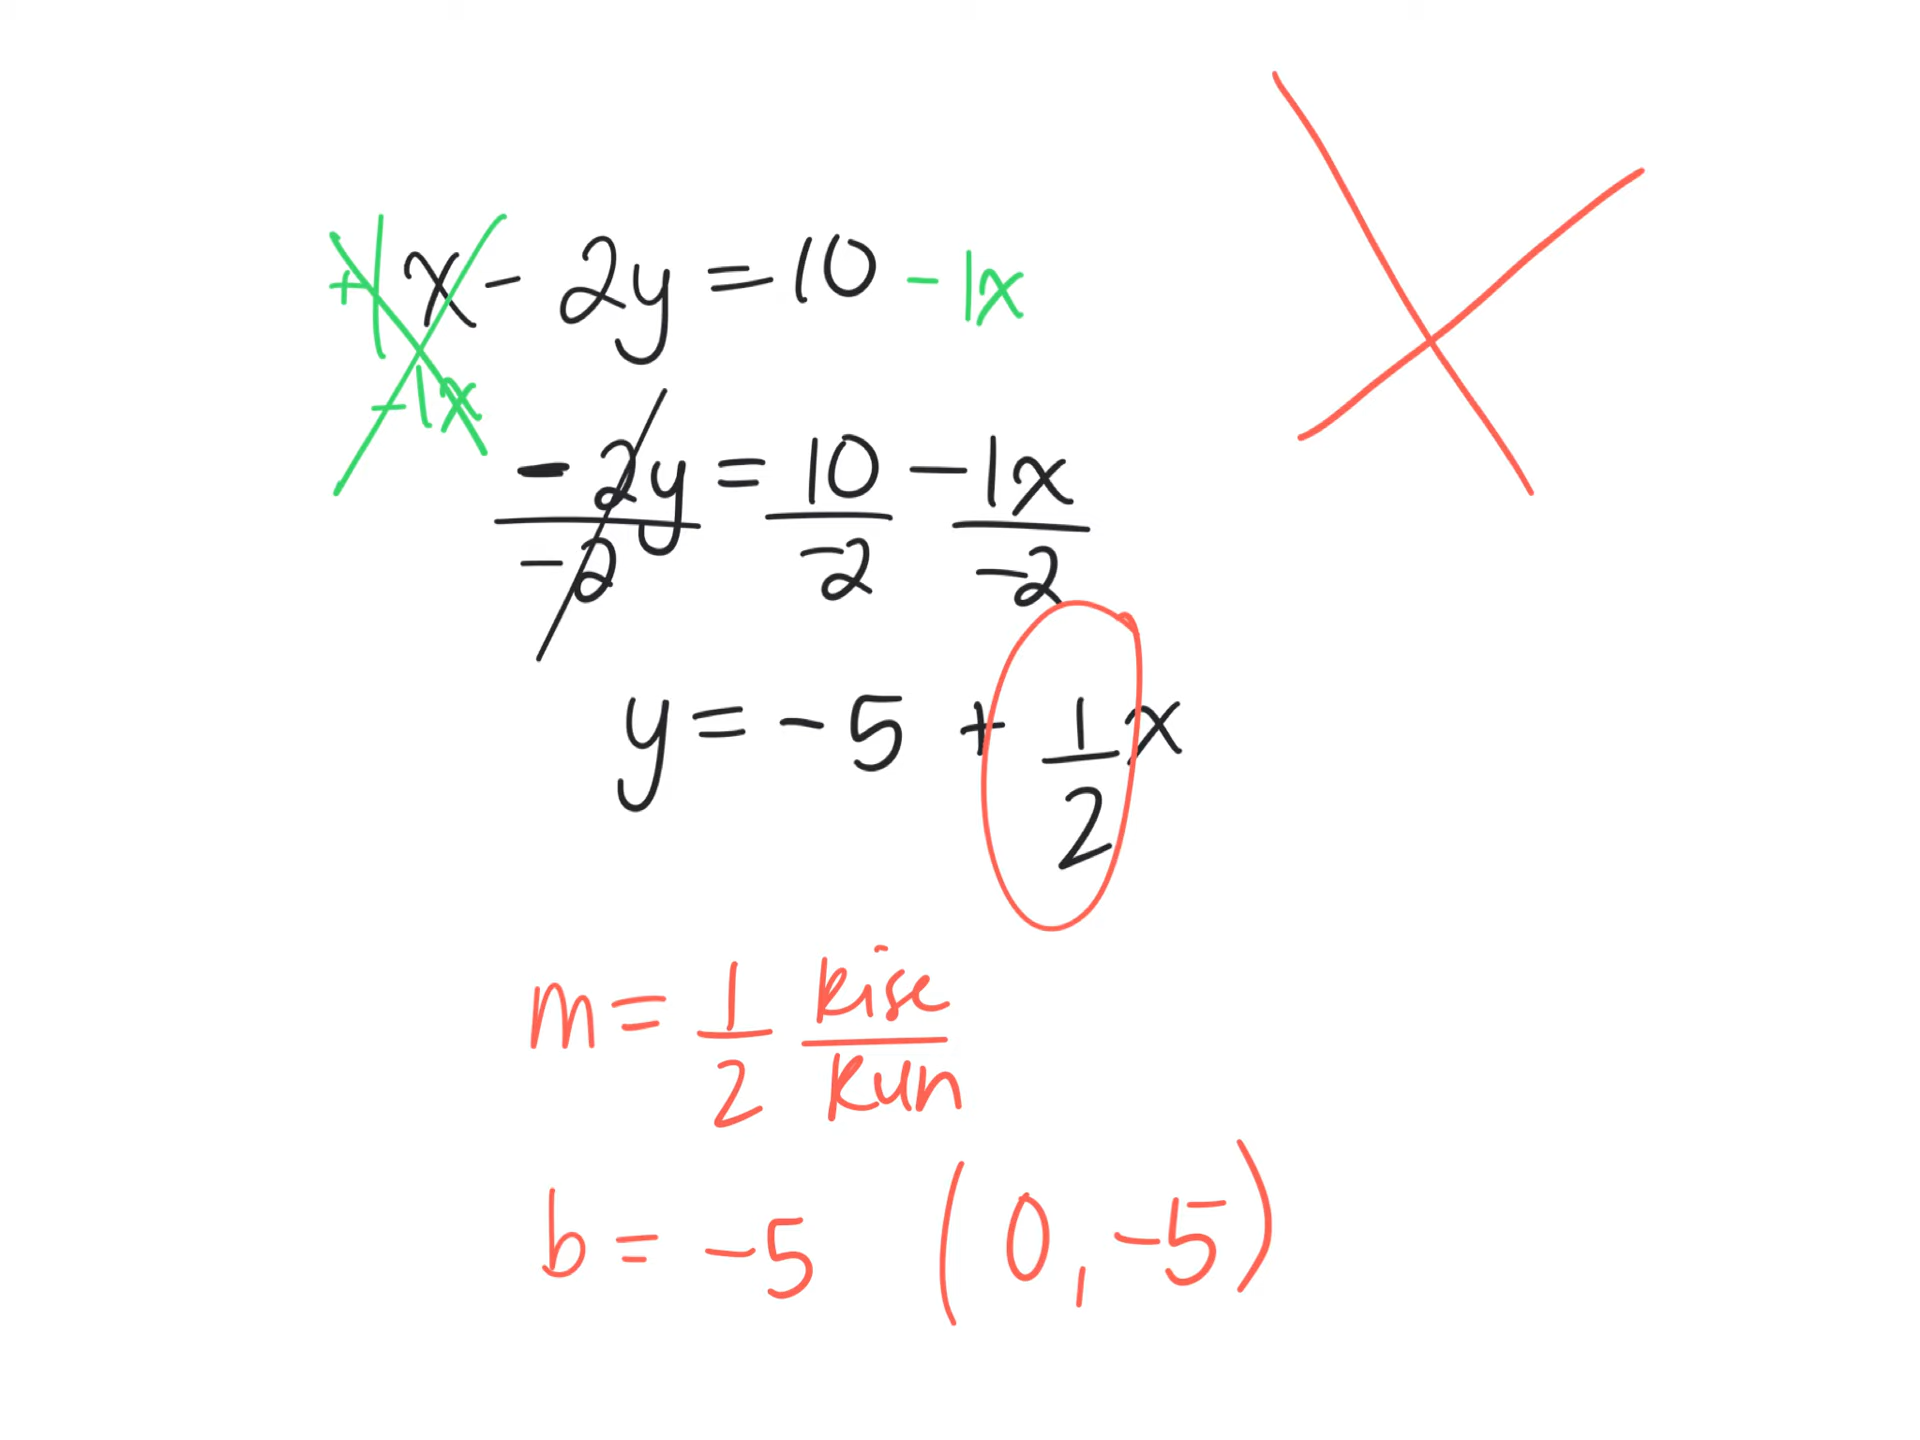 +1x - 2y = 10 - 1x
- 1x
- 2y = 10 - 1x
-2 -2 -2
y = -5 + 1/2 x
m = 1/2 Rise/Run
b = -5 (0, -5)